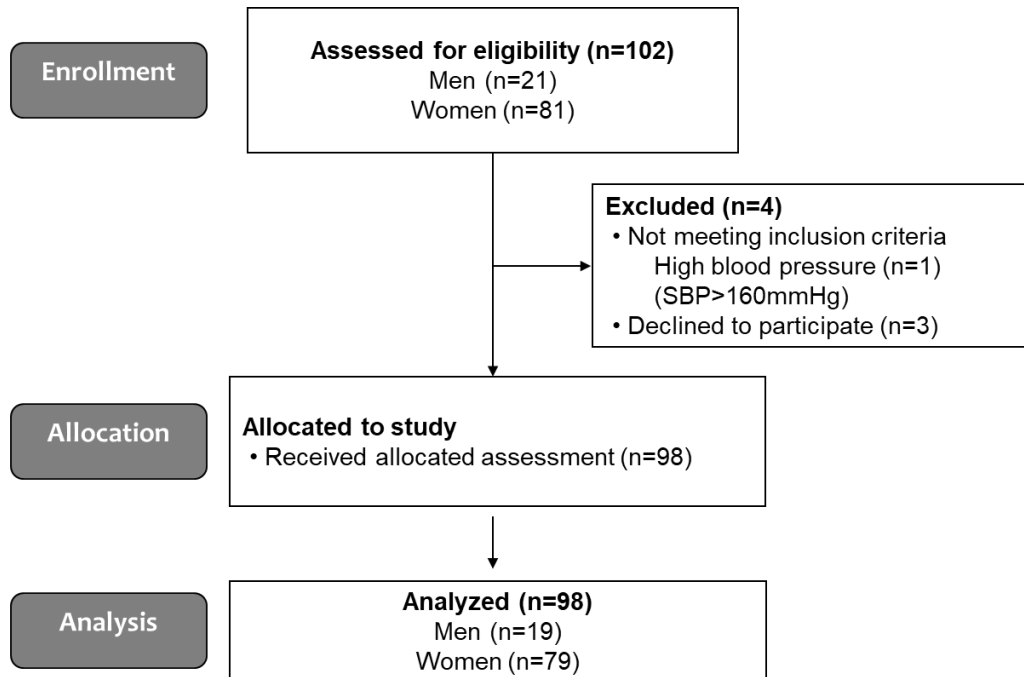 Enrollment
Assessed for eligibility (n=102)
Men (n=21)
Women (n=81)
Excluded (n=4)
• Not meeting inclusion criteria
High blood pressure (n=1)
(SBP>160mmHg)
• Declined to participate (n=3)
Allocation
Allocated to study
• Received allocated assessment (n=98)
Analysis
Analyzed (n=98)
Men (n=19)
Women (n=79)